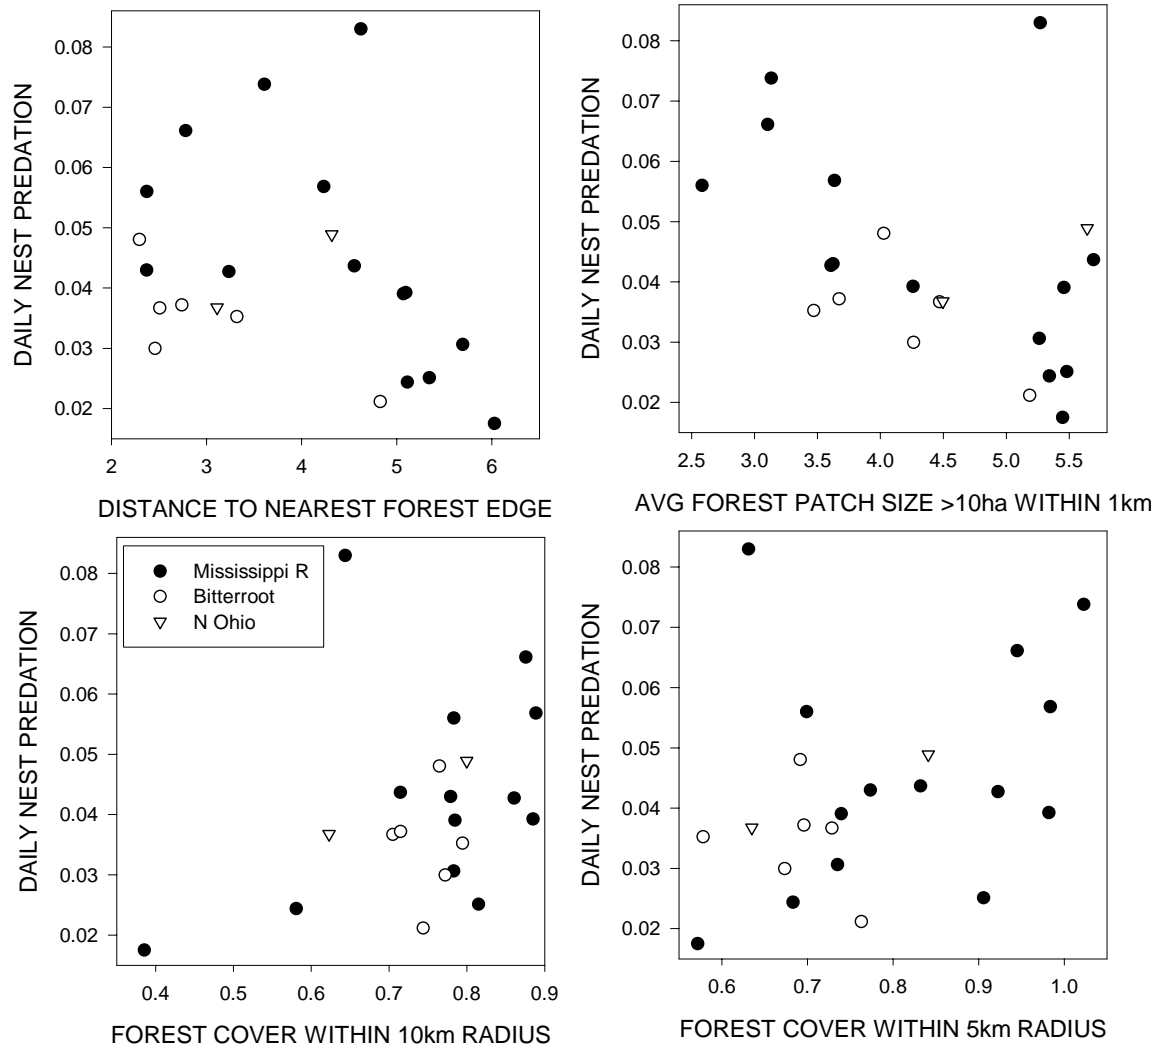 DAILY NEST PREDATION
0.08
0.07
0.06
0.05
0.04
0.03
0.02
2 3 4 5 6
DISTANCE TO NEAREST FOREST EDGE
DAILY NEST PREDATION
0.08
0.07
0.06
0.05
0.04
0.03
0.02
2.5 3.0 3.5 4.0 4.5 5.0 5.5
AVG FOREST PATCH SIZE >10ha WITHIN 1km
DAILY NEST PREDATION
0.08
0.07
0.06
0.05
0.04
0.03
0.02
Mississippi R
Bitterroot
N Ohio
0.4 0.5 0.6 0.7 0.8 0.9
FOREST COVER WITHIN 10km RADIUS
DAILY NEST PREDATION
0.08
0.07
0.06
0.05
0.04
0.03
0.02
0.6 0.7 0.8 0.9 1.0
FOREST COVER WITHIN 5km RADIUS